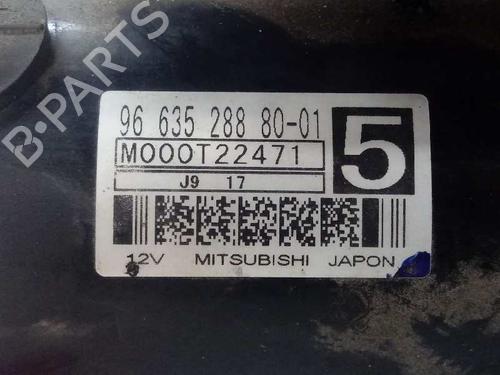 B-PARTS
96 635 288 80-01
5
M000T22471
J9 17
12V MITSUBISHI JAPON